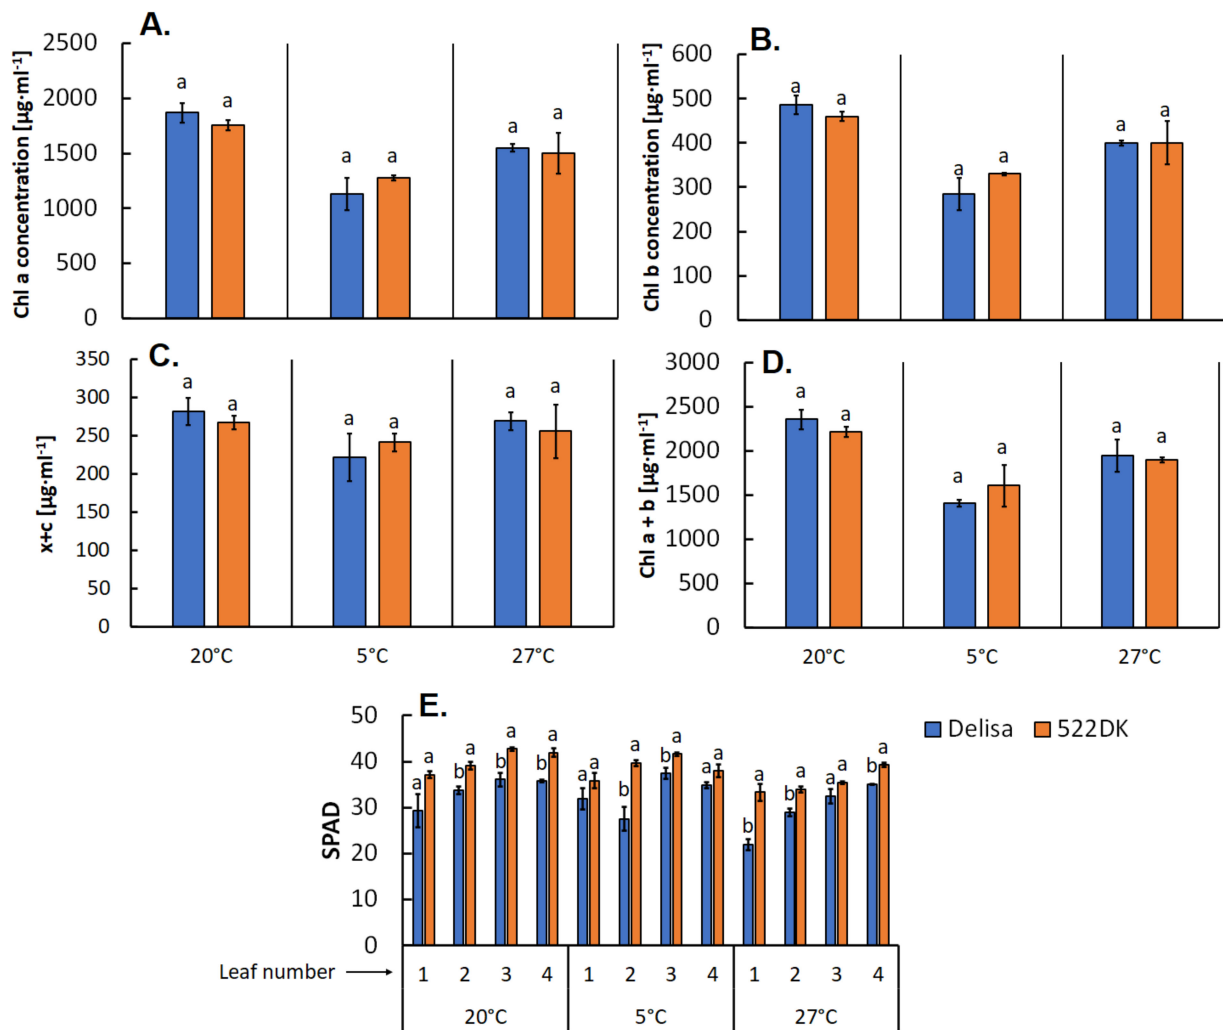 A.
Chl a concentration [µg·ml⁻¹]
2500
2000
1500
1000
500
0
a a a a a a
B.
Chl b concentration [µg·ml⁻¹]
600
500
400
300
200
100
0
a a a a a a
C.
x+c [µg·ml⁻¹]
350
300
250
200
150
100
50
0
a a a a a a
20°C 5°C 27°C
D.
Chl a + b [µg·ml⁻¹]
3000
2500
2000
1500
1000
500
0
a a a a a a
20°C 5°C 27°C
E.
SPAD
50
40
30
20
10
0
a a b a b a b a a a b a b a a a b a b a a a b a
Leaf number
1 2 3 4 1 2 3 4 1 2 3 4
20°C 5°C 27°C
Delisa 522DK